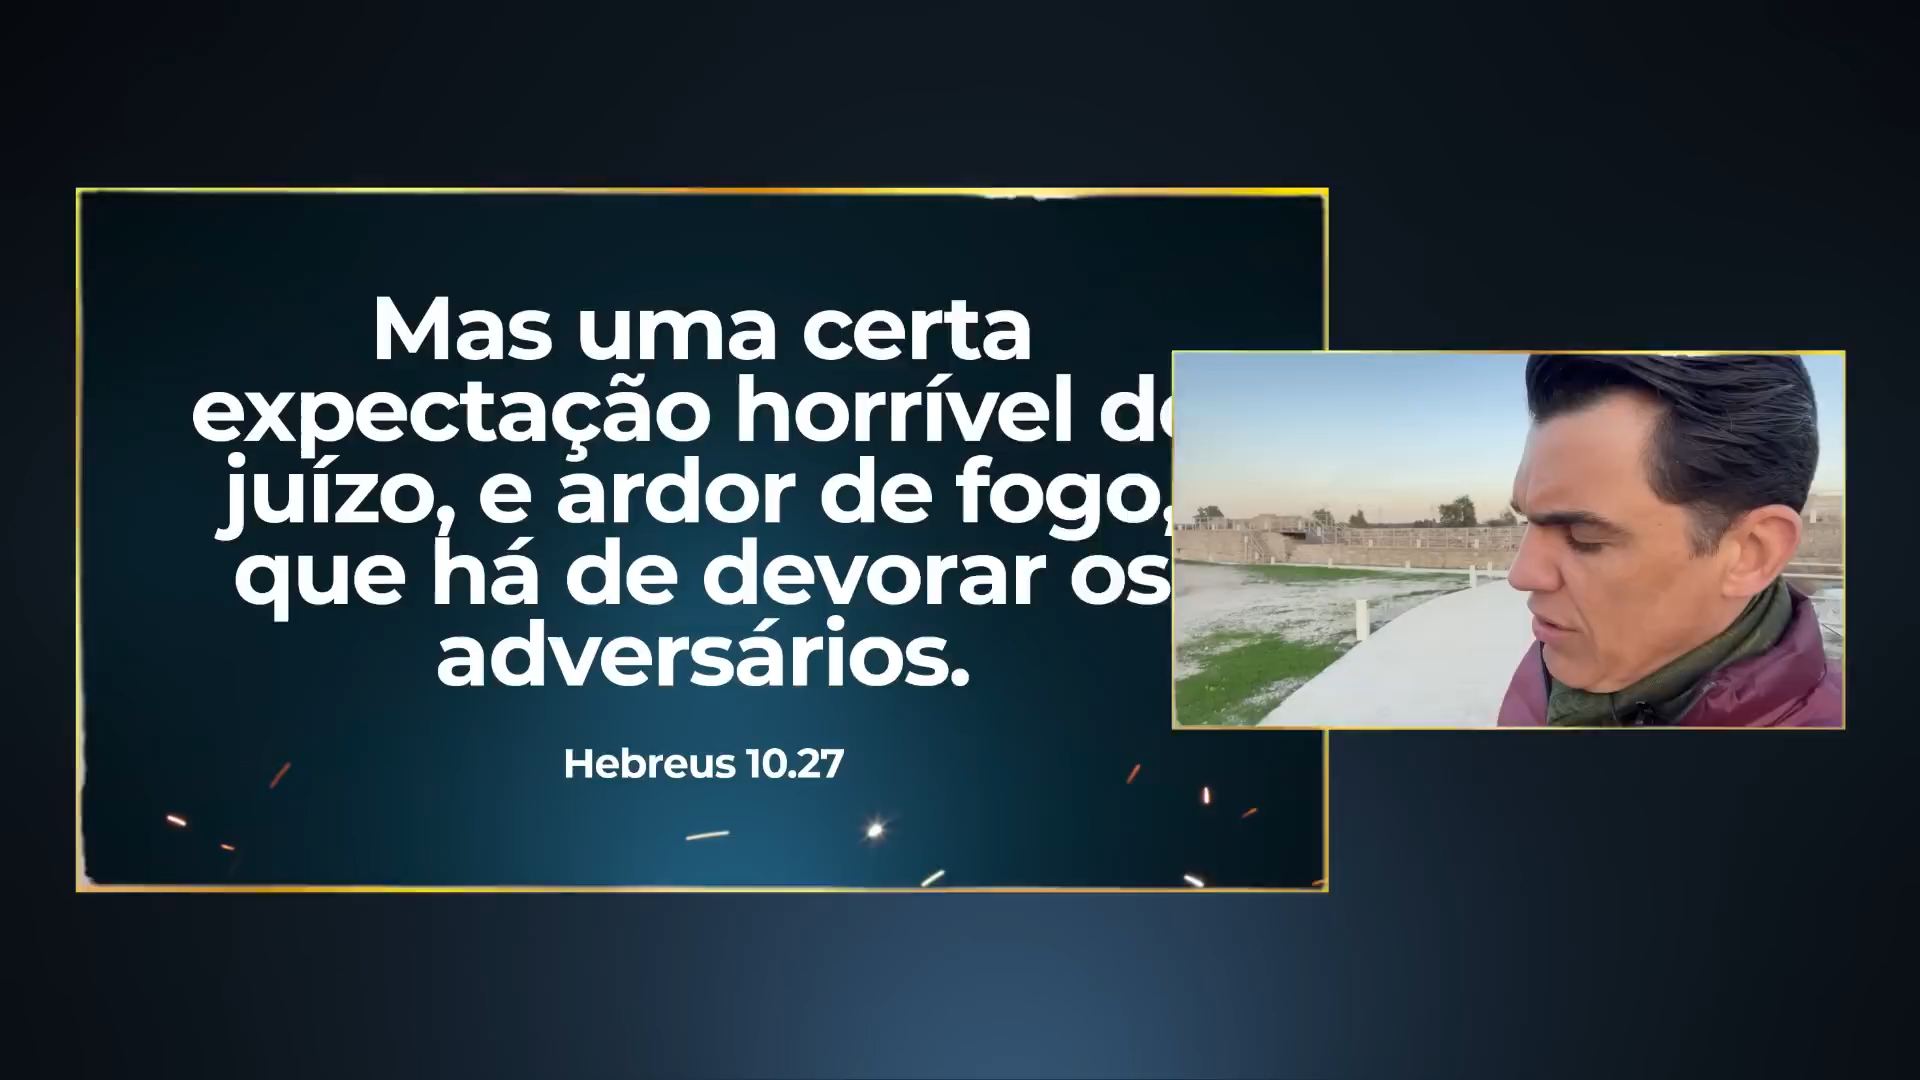 Mas uma certa
expectação horrível de
juízo, e ardor de fogo,
que há de devorar os
adversários.
Hebreus 10.27